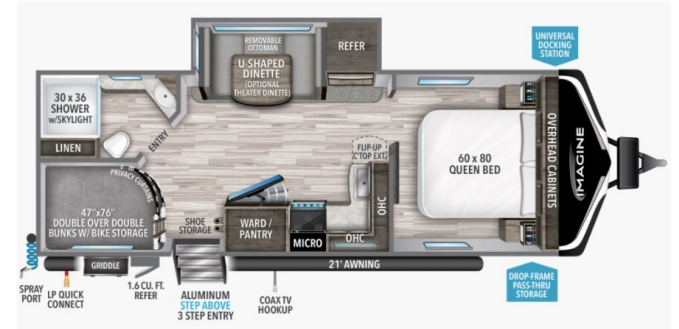 UNIVERSAL
DOCKING
STATION
REMOVABLE
OTTOMAN
U-SHAPED
DINETTE
(OPTIONAL
THEATER DINETTE)
REFER
30 x 36
SHOWER
w/SKYLIGHT
LINEN
ENTRY
PRIVACY CURTAINS
47"x76"
DOUBLE OVER DOUBLE
BUNKS W/ BIKE STORAGE
SHOE
STORAGE
WARD /
PANTRY
MICRO
FLIP-UP
C'TOP EXT.
OHC
OHC
60 x 80
QUEEN BED
OVERHEAD CABINETS
IMAGINE
21' AWNING
SPRAY
PORT
LP QUICK
CONNECT
GRIDDLE
1.6 CU. FT.
REFER
ALUMINUM
STEP ABOVE
3 STEP ENTRY
COAX TV
HOOKUP
DROP-FRAME
PASS-THRU
STORAGE